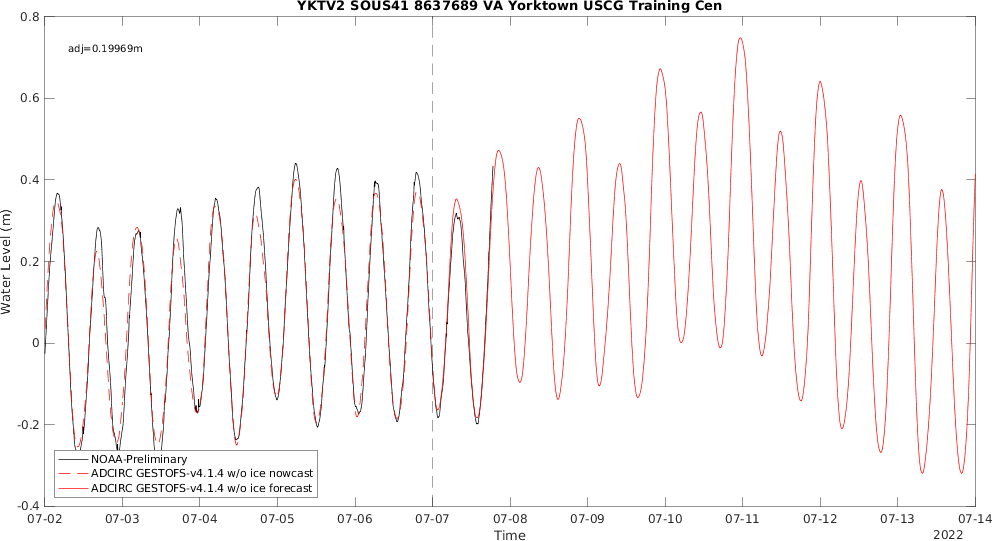 YKTV2 SOUS41 8637689 VA Yorktown USCG Training Cen
adj=0.19969m
0.8
0.6
0.4
0.2
0
-0.2
-0.4
Water Level (m)
NOAA-Preliminary
ADCIRC GESTOFS-v4.1.4 w/o ice nowcast
ADCIRC GESTOFS-v4.1.4 w/o ice forecast
07-02 07-03 07-04 07-05 07-06 07-07 07-08 07-09 07-10 07-11 07-12 07-13 07-14
Time
2022